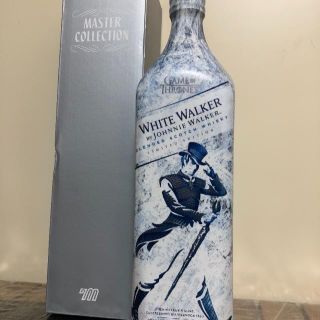 MASTER
COLLECTION
GAME OF
THRONES
WHITE WALKER
BY JOHNNIE WALKER
BLENDED SCOTCH WHISKY
LIMITED EDITION